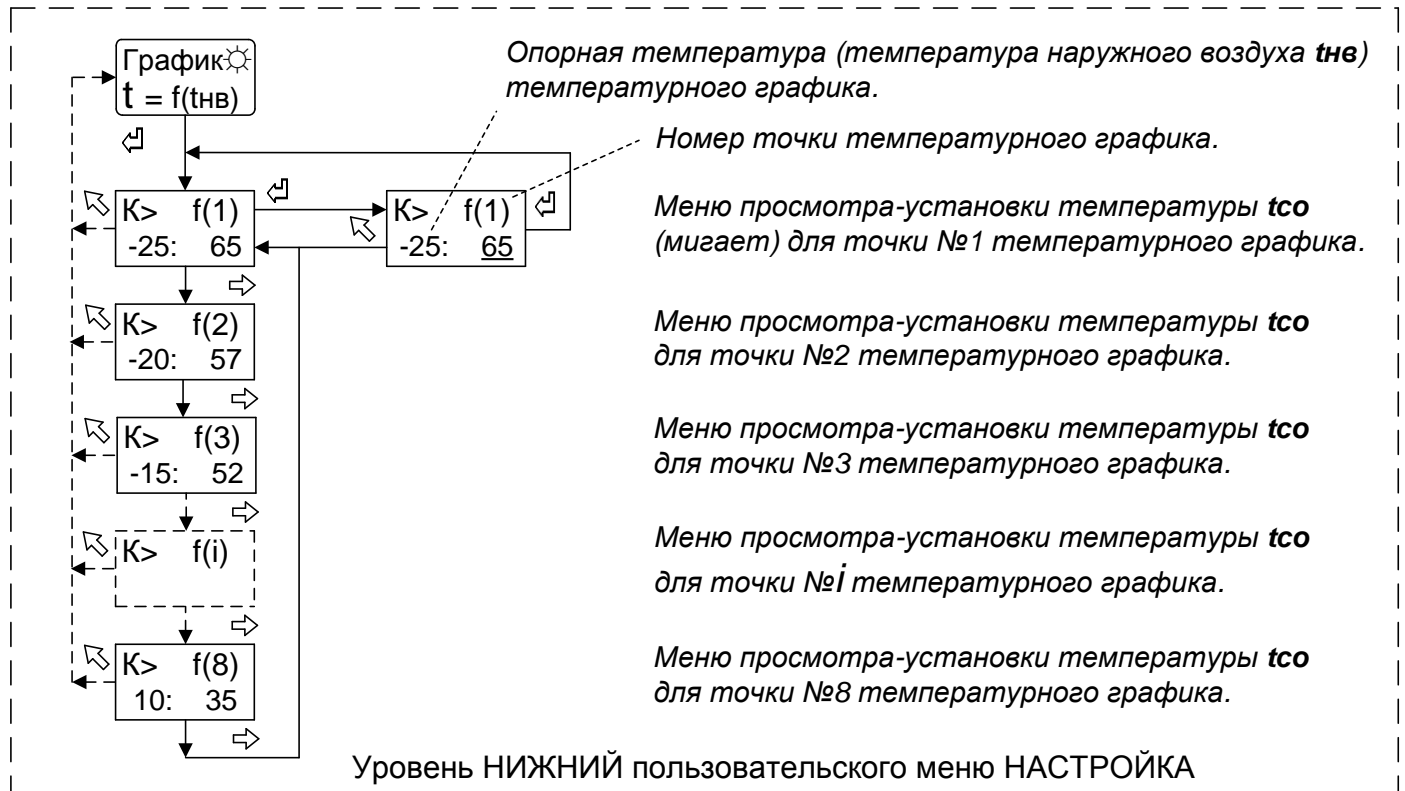 График☼
t = f(tнв)
Опорная температура (температура наружного воздуха tнв)
температурного графика.
Номер точки температурного графика.
К> f(1)
-25: 65
К> f(1)
-25: 65
Меню просмотра-установки температуры tсо
(мигает) для точки №1 температурного графика.
К> f(2)
-20: 57
Меню просмотра-установки температуры tсо
для точки №2 температурного графика.
К> f(3)
-15: 52
Меню просмотра-установки температуры tсо
для точки №3 температурного графика.
К> f(i)
Меню просмотра-установки температуры tсо
для точки №i температурного графика.
К> f(8)
10: 35
Меню просмотра-установки температуры tсо
для точки №8 температурного графика.
Уровень НИЖНИЙ пользовательского меню НАСТРОЙКА